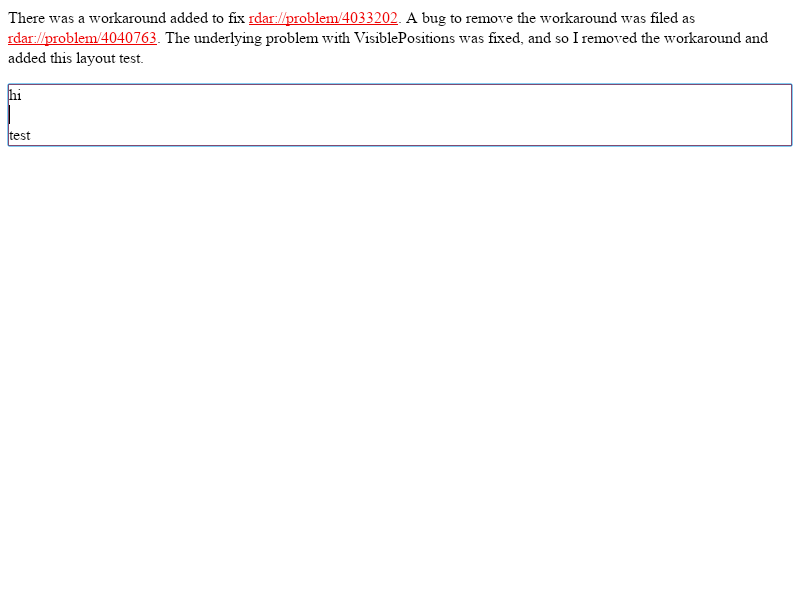 There was a workaround added to fix rdar://problem/4033202. A bug to remove the workaround was filed as
rdar://problem/4040763. The underlying problem with VisiblePositions was fixed, and so I removed the workaround and
added this layout test.
hi
test